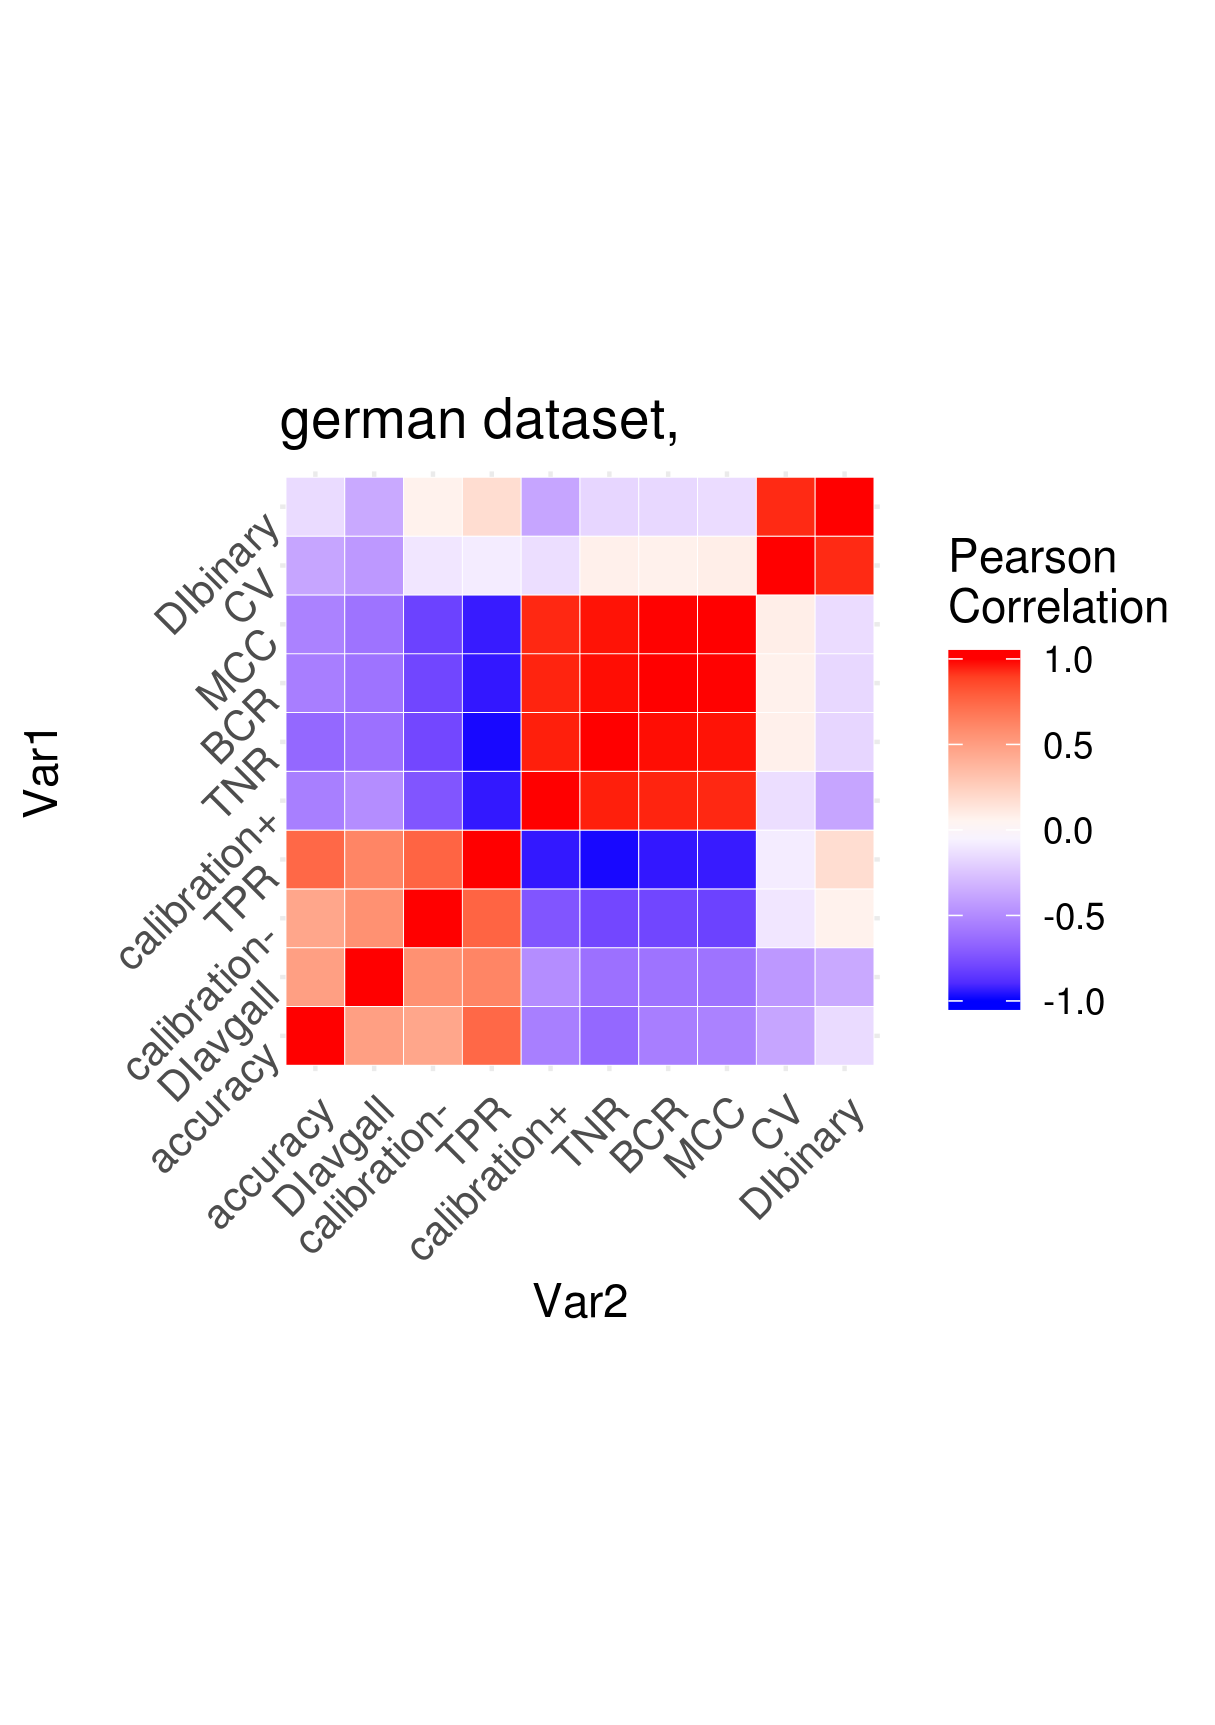 german dataset,
DIbinary
CV
MCC
BCR
TNR
calibration+
TPR
calibration-
DIavgall
accuracy
Var1
accuracy
DIavgall
calibration-
TPR
calibration+
TNR
BCR
MCC
CV
DIbinary
Var2
Pearson
Correlation
1.0
0.5
0.0
-0.5
-1.0